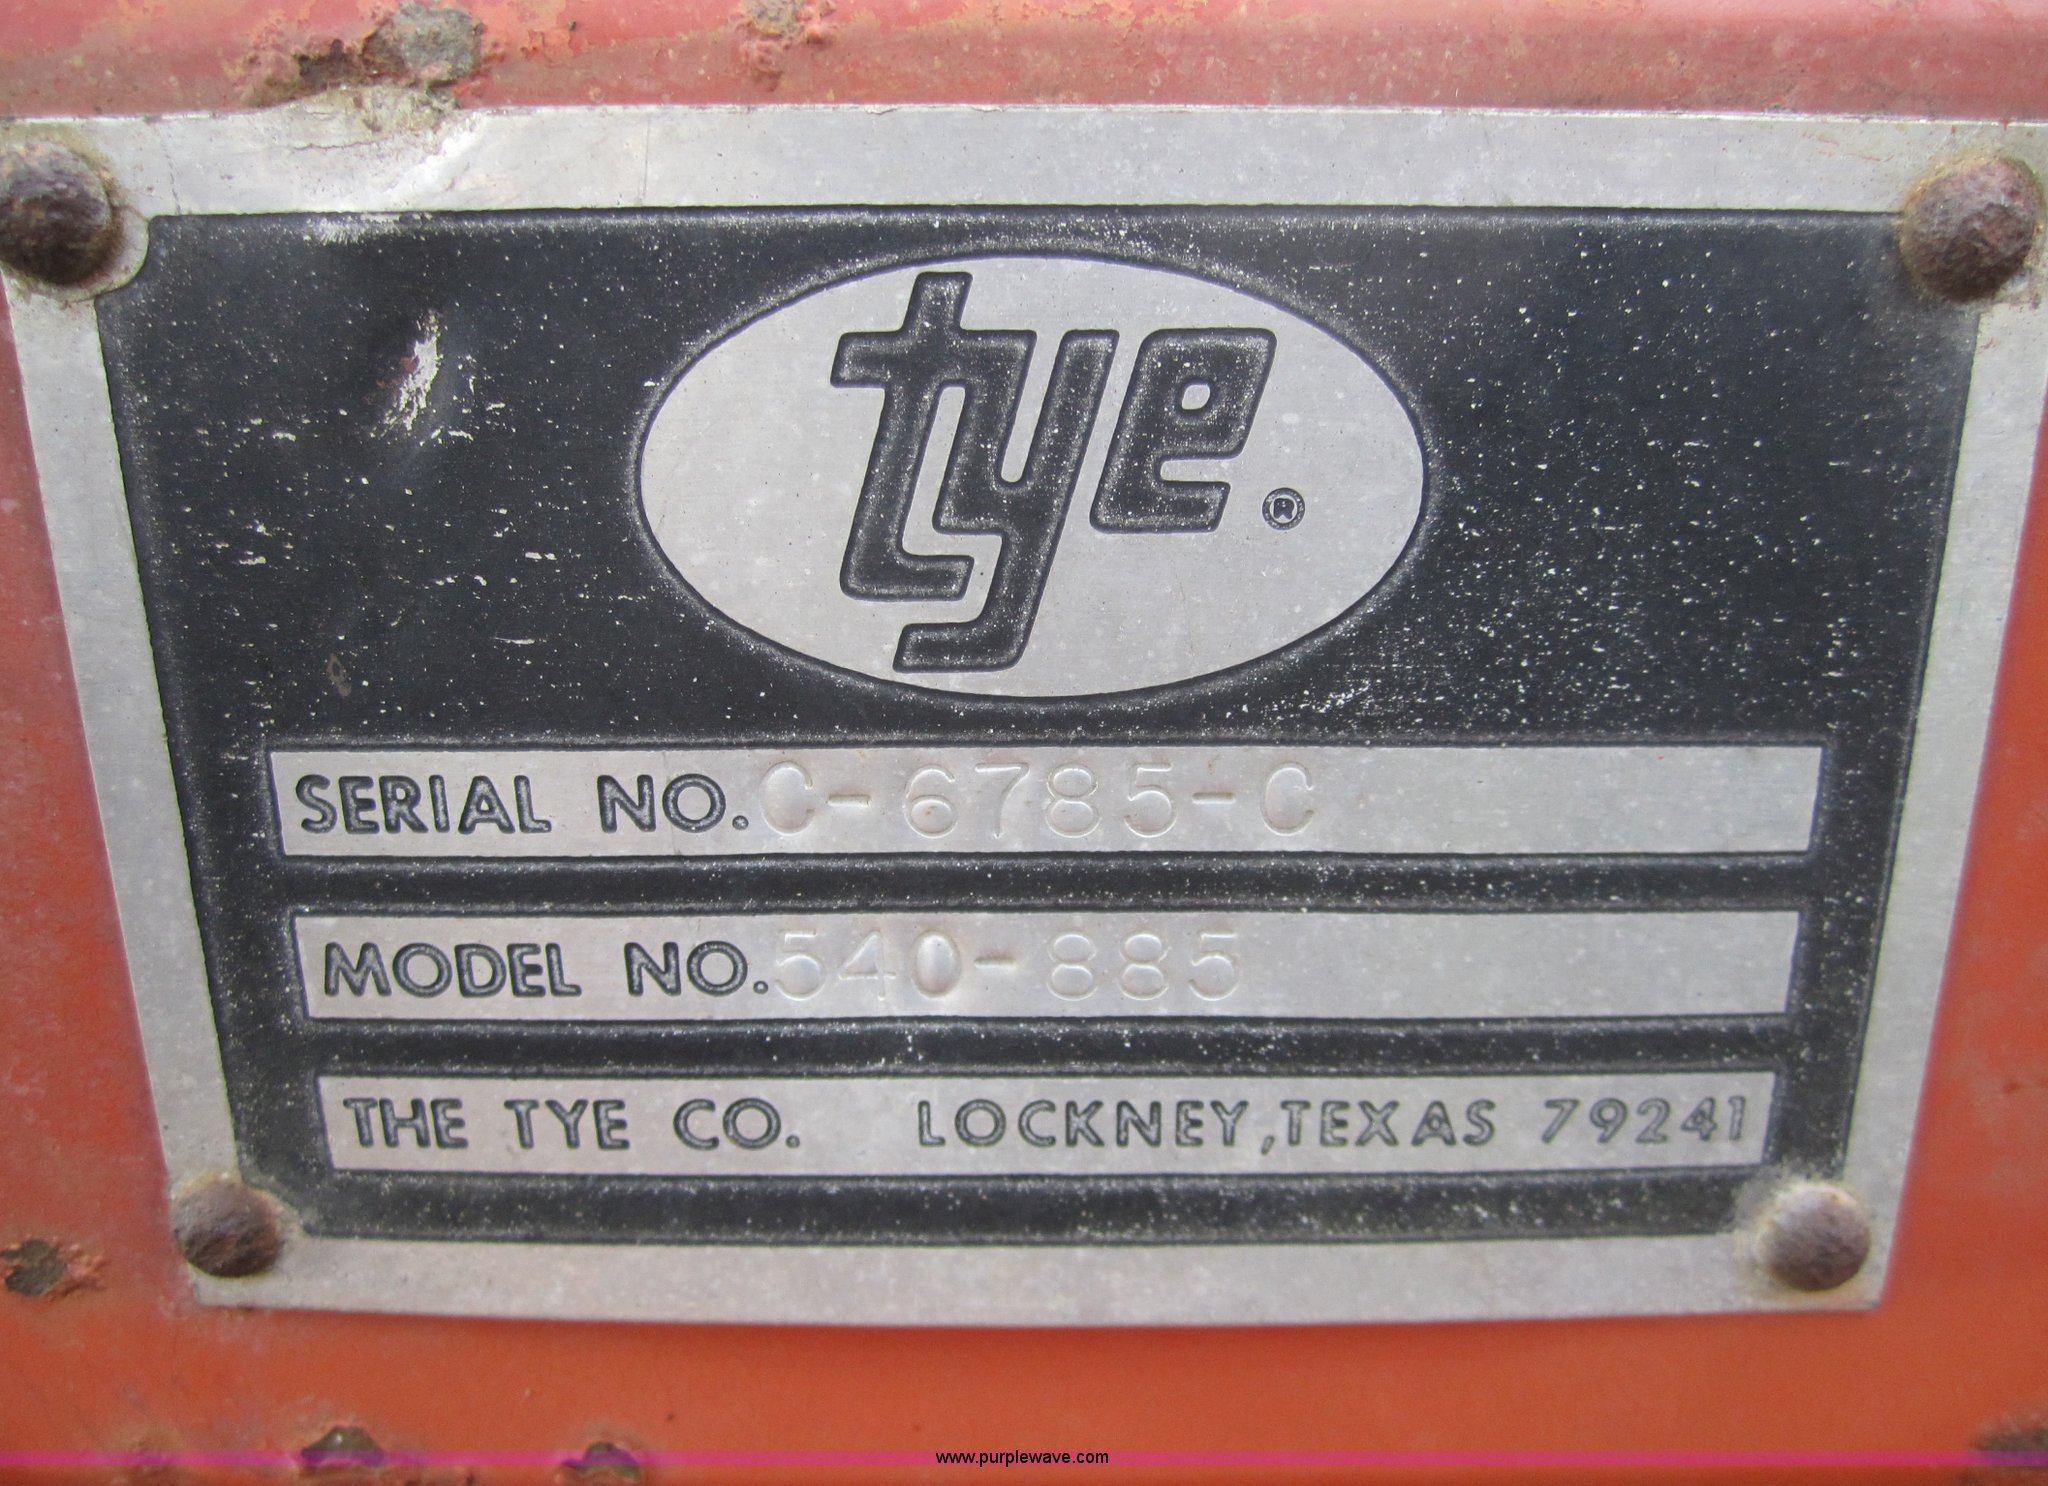 tye®
SERIAL NO. C-6785-C
MODEL NO. 540-885
THE TYE CO. LOCKNEY, TEXAS 79241
www.purplewave.com